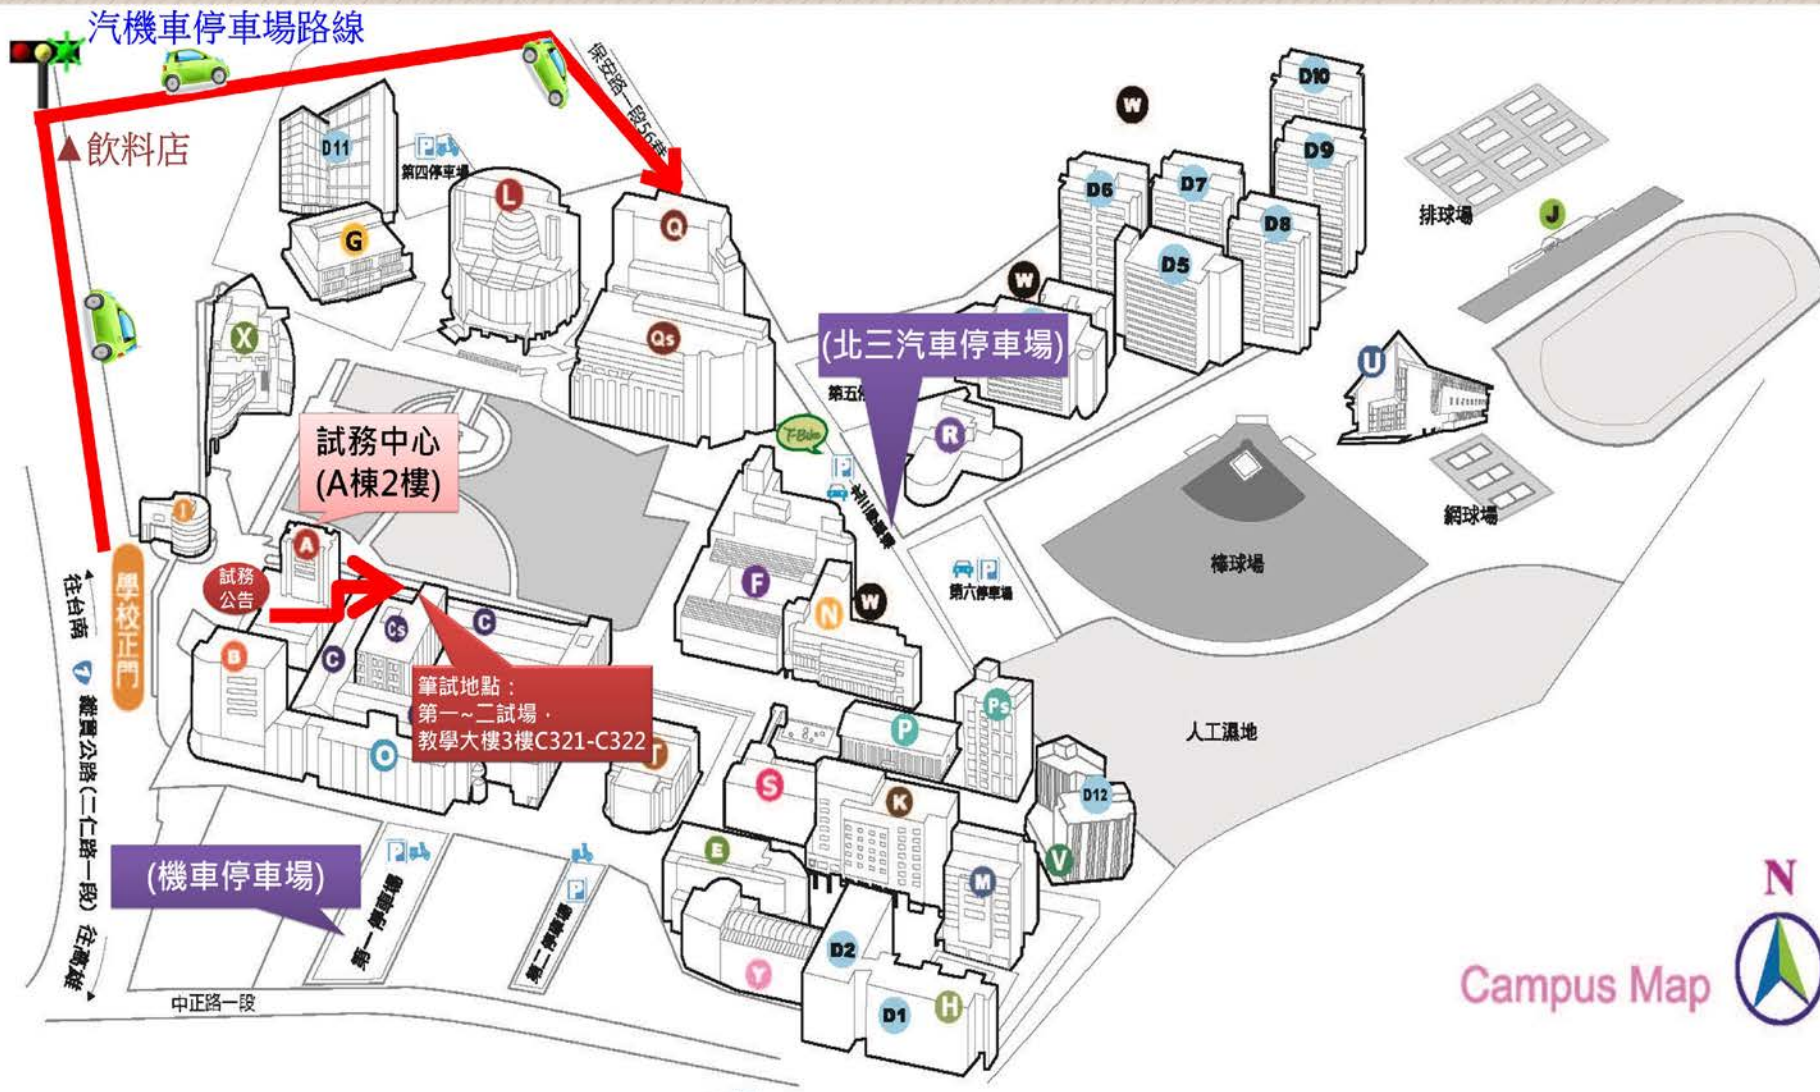 汽機車停車場路線
▲飲料店
保安路一段56巷
D11
第四停車場
G
L
Q
Qs
X
W
D10
D9
D6
D7
D8
D5
W
排球場
J
(北三汽車停車場)
第五停
U
網球場
R
T-Bike
P
棒球場
試務中心
(A棟2樓)
I
A
試務
公告
學校正門
往台南
1
縱貫公路(二仁路一段)
往高雄
B
C
Cs
C
筆試地點：
第一~二試場，
教學大樓3樓C321-C322
O
T
F
N
W
P
第六停車場
人工濕地
P
Ps
S
K
D12
V
E
M
Y
D2
D1
H
(機車停車場)
P
第一停車場
P
第二停車場
中正路一段
N
Campus Map